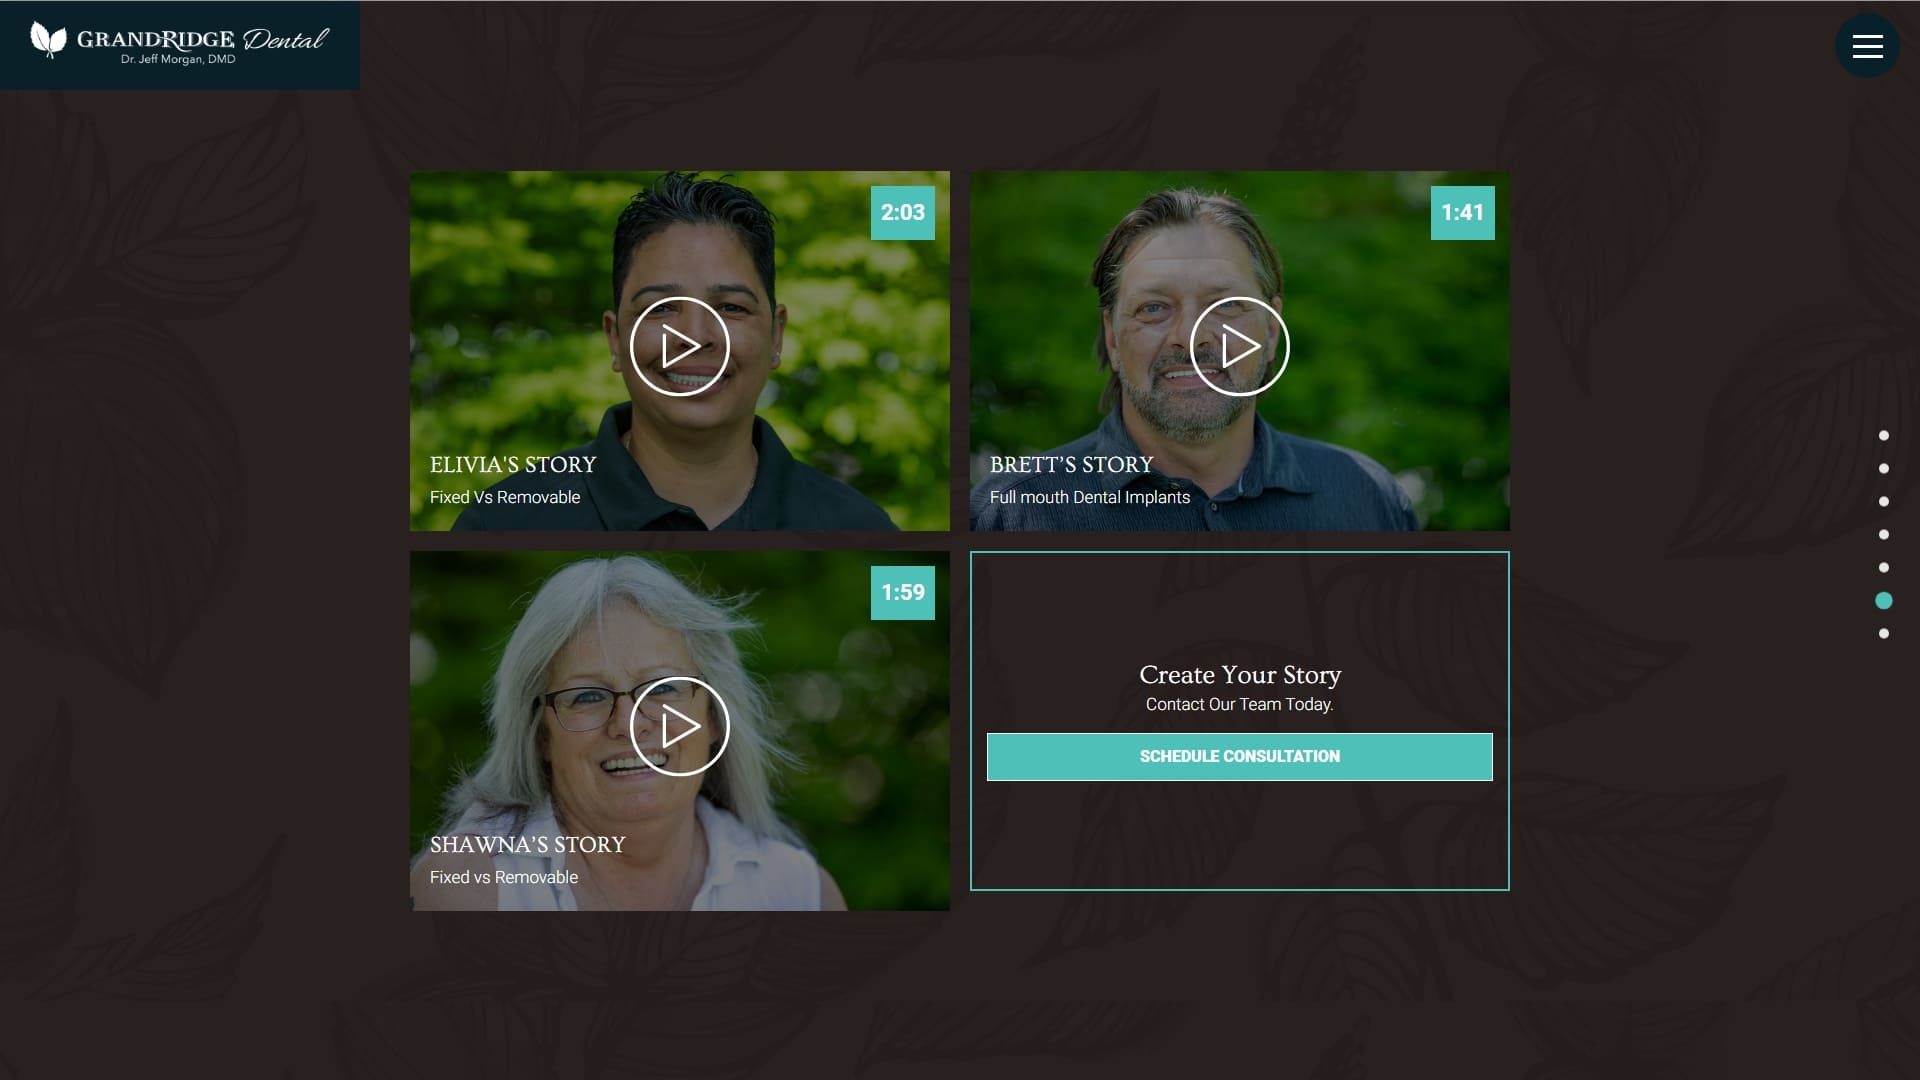 GRANDRIDGE Dental
Dr. Jeff Morgan, DMD
2:03
ELIVIA'S STORY
Fixed Vs Removable
1:41
BRETT’S STORY
Full mouth Dental Implants
1:59
SHAWNA’S STORY
Fixed vs Removable
Create Your Story
Contact Our Team Today.
SCHEDULE CONSULTATION